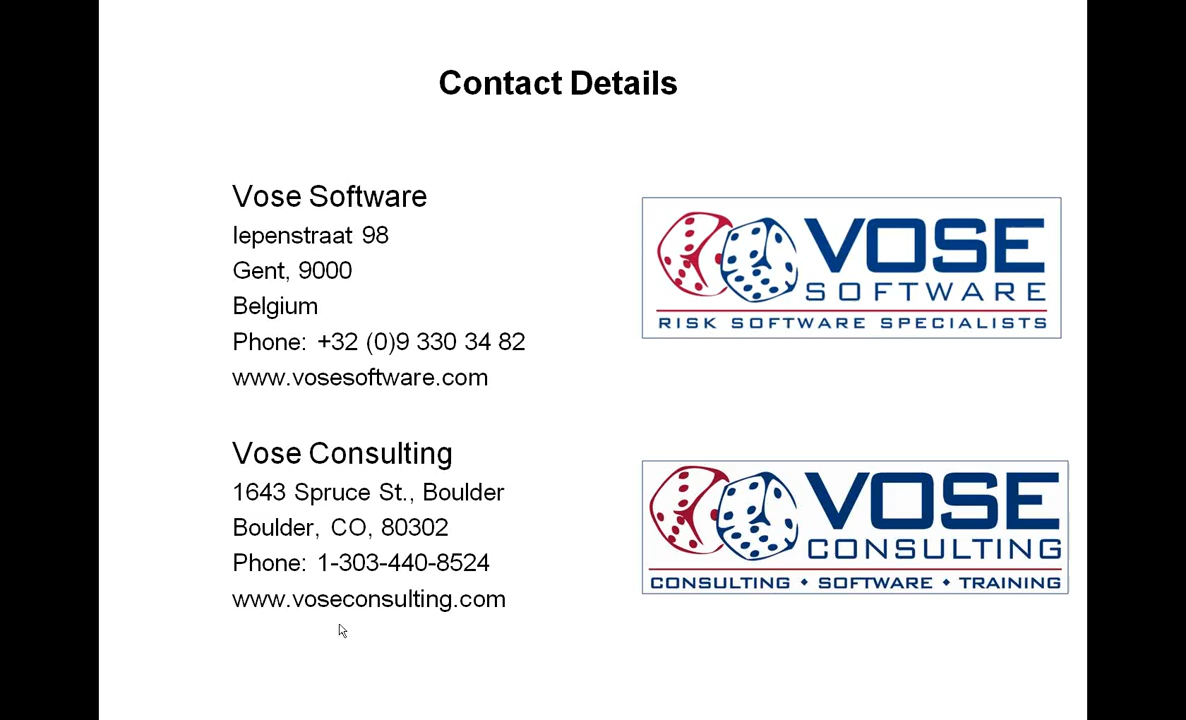 Contact Details
Vose Software
Iepenstraat 98
Gent, 9000
Belgium
Phone: +32 (0)9 330 34 82
www.vosesoftware.com
VOSE
SOFTWARE
RISK SOFTWARE SPECIALISTS
Vose Consulting
1643 Spruce St., Boulder
Boulder, CO, 80302
Phone: 1-303-440-8524
www.voseconsulting.com
VOSE
CONSULTING
CONSULTING • SOFTWARE • TRAINING